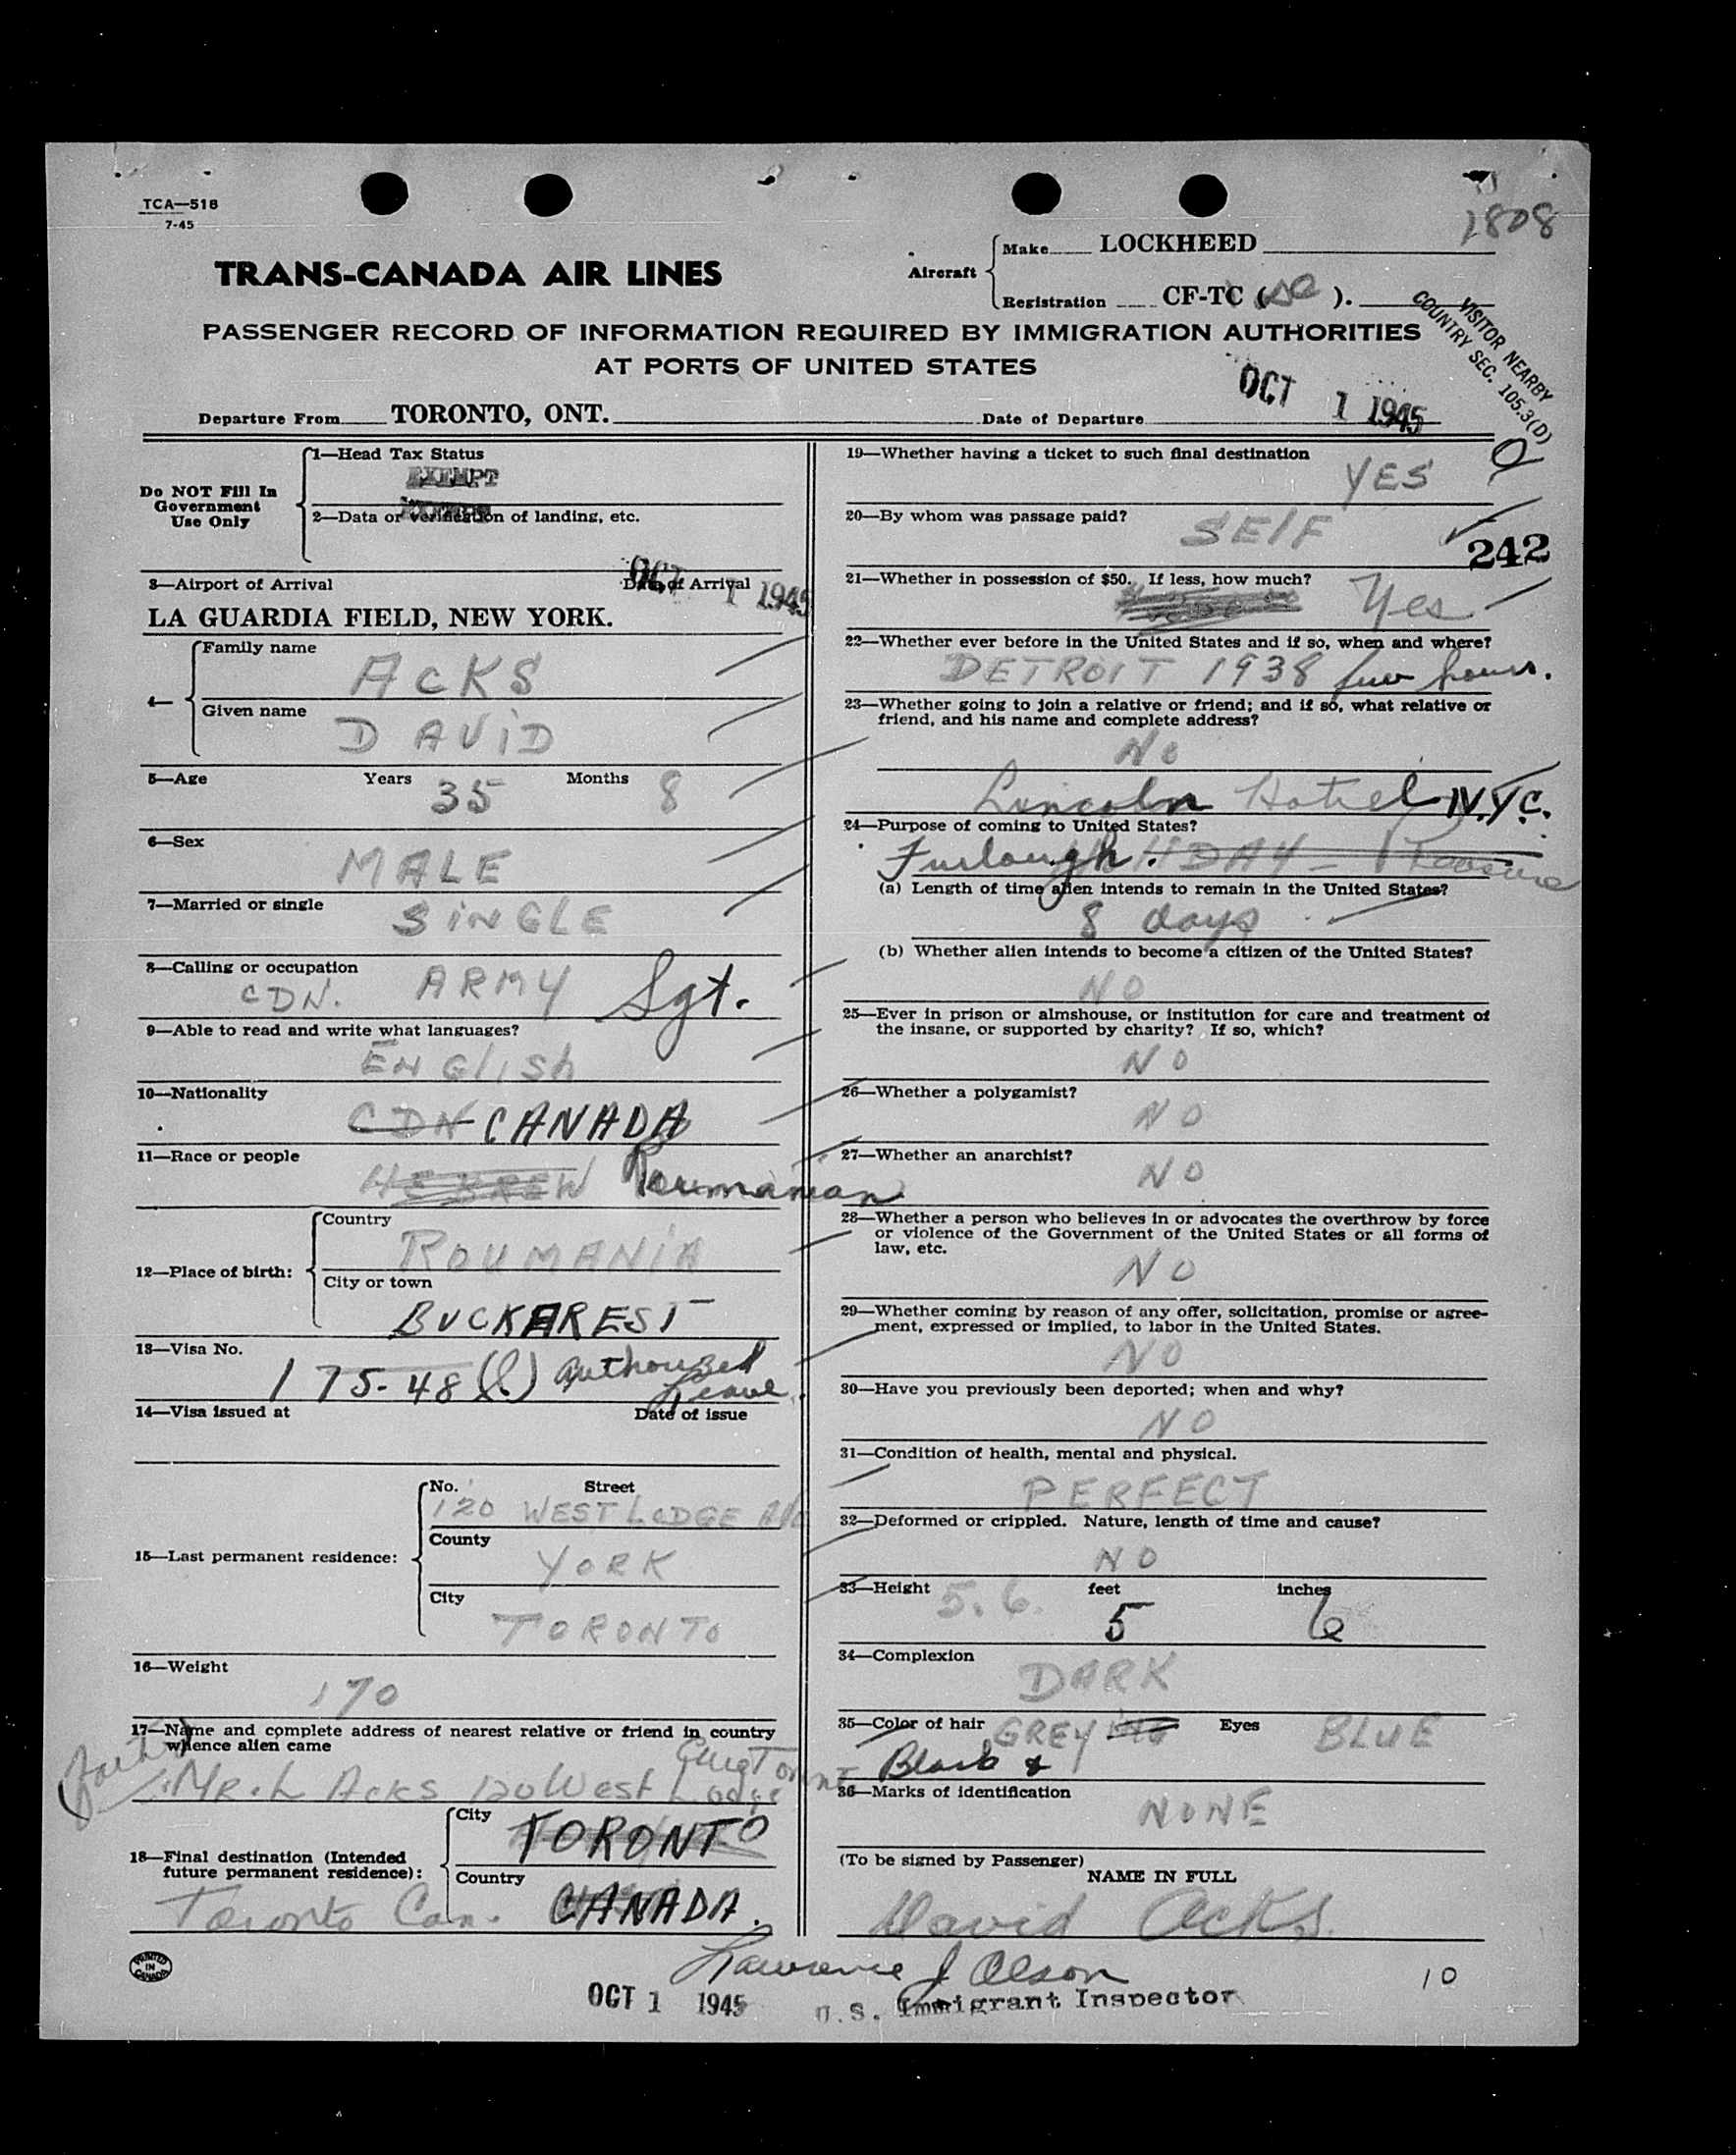 TCA—518
7-45
1808
TRANS-CANADA AIR LINES
Aircraft
Make LOCKHEED
Registration CF-TC ( ).
VISITOR NEARBY
COUNTRY SEC. 105.3(D)
PASSENGER RECORD OF INFORMATION REQUIRED BY IMMIGRATION AUTHORITIES
AT PORTS OF UNITED STATES
Departure From TORONTO, ONT. Date of Departure OCT 1 1945
Do NOT Fill In
Government
Use Only
1—Head Tax Status
EXEMPT
2—Data or verification of landing, etc.
3—Airport of Arrival Date of Arrival OCT 1 1945
LA GUARDIA FIELD, NEW YORK.
4—
Family name
ACKS
Given name
DAVID
5—Age Years 35 Months 8
6—Sex
MALE
7—Married or single
SINGLE
8—Calling or occupation
CDN. ARMY Sgt.
9—Able to read and write what languages?
ENGlISh
10—Nationality
CDN CANADA
11—Race or people
HEBREW Roumanian
12—Place of birth:
Country
ROUMANIA
City or town
BUCKAREST
13—Visa No.
175-48(l) Authorized
Leave.
14—Visa issued at Date of issue
15—Last permanent residence:
No. Street
120 WEST LODGE AVE
County
YORK
City
TORONTO
16—Weight
170
17—Name and complete address of nearest relative or friend in country
whence alien came
(father)
Mr. L Acks 120 West Lodge
18—Final destination (Intended
future permanent residence):
City
TORONTO
Country
Toronto Can. CANADA.
19—Whether having a ticket to such final destination
YES
20—By whom was passage paid?
SElF
242
21—Whether in possession of $50. If less, how much?
Yes
22—Whether ever before in the United States and if so, when and where?
DETROIT 1938 few hours.
23—Whether going to join a relative or friend; and if so, what relative or
friend, and his name and complete address?
NO
Lincoln Hotel N.Y.C.
24—Purpose of coming to United States?
Furlough.
(a) Length of time alien intends to remain in the United States?
8 days
(b) Whether alien intends to become a citizen of the United States?
NO
25—Ever in prison or almshouse, or institution for care and treatment of
the insane, or supported by charity? If so, which?
NO
26—Whether a polygamist?
NO
27—Whether an anarchist?
NO
28—Whether a person who believes in or advocates the overthrow by force
or violence of the Government of the United States or all forms of
law, etc.
NO
29—Whether coming by reason of any offer, solicitation, promise or agree-
ment, expressed or implied, to labor in the United States.
NO
30—Have you previously been deported; when and why?
NO
31—Condition of health, mental and physical.
PERFECT
32—Deformed or crippled. Nature, length of time and cause?
NO
33—Height 5.6. feet inches
5 6
34—Complexion
DARK
35—Color of hair GREY Eyes BLUE
Black &
36—Marks of identification
NONE
(To be signed by Passenger)
NAME IN FULL
David Acks.
PRINTED IN CANADA
Lawrence J Olson
OCT 1 1945 U.S. Immigrant Inspector
10